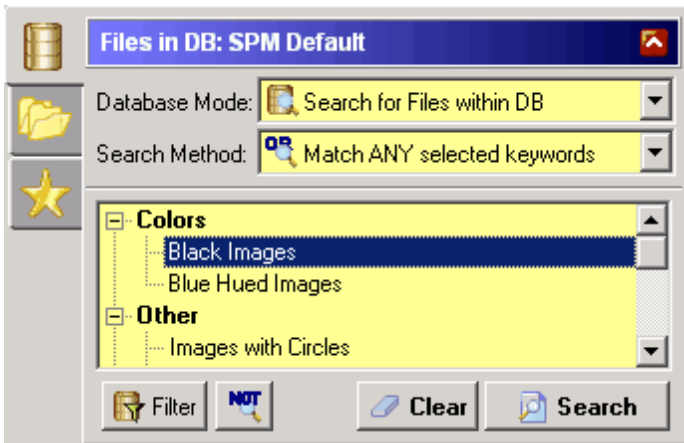 Files in DB: SPM Default
Database Mode: Search for Files within DB
Search Method: OR Match ANY selected keywords
Colors
Black Images
Blue Hued Images
Other
Images with Circles
Filter NOT Clear Search